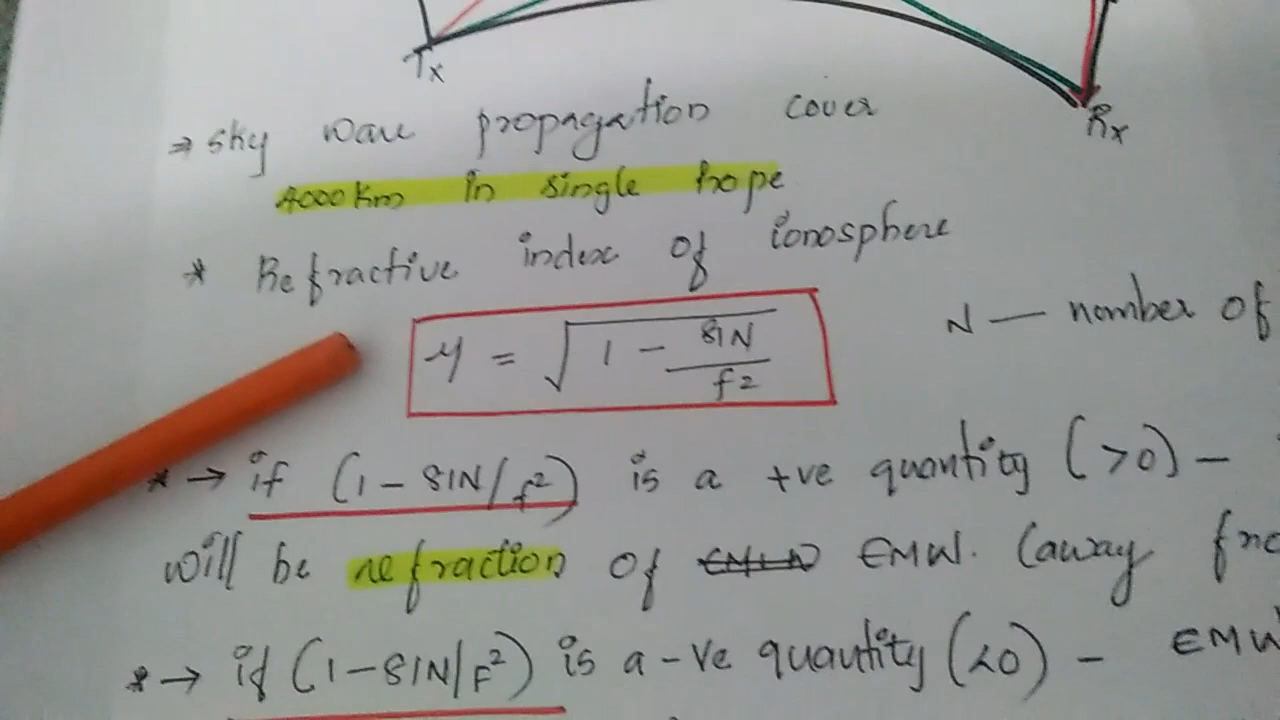 Tx
Rx
⇒ sky wave propagation cover
4000 Km in single hope
* Refractive index of ionosphere
μ = √(1 - 81N/f2)
N — number of
* → if (1 - 81N/f²) is a +ve quantity (>0) -
will be refraction of EMW. (away
* → if (1-81N/F²) is a -ve quantity (<0) - EMW